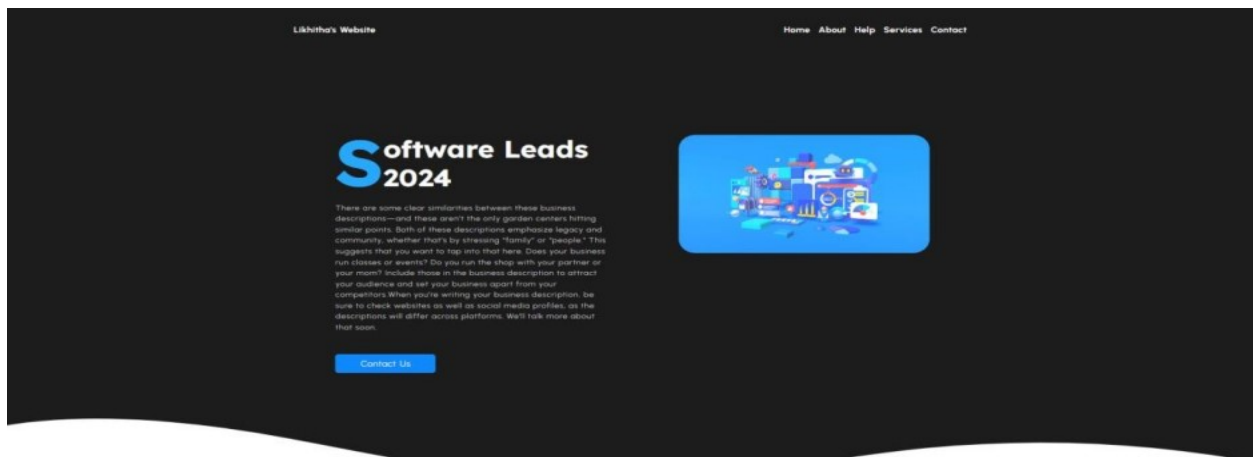 Likhitha's Website
Home About Help Services Contact
Software Leads
2024
There are some clear similarities between these business
descriptions—and these aren't the only garden centers hitting
similar points. Both of these descriptions emphasize legacy and
community, whether that's by stressing "family" or "people." This
suggests that you want to tap into that here. Does your business
run classes or events? Do you run the shop with your partner or
your mom? Include those in the business description to attract
your audience and set your business apart from your
competitors.When you're writing your business description, be
sure to check websites as well as social media profiles, as the
descriptions will differ across platforms. We'll talk more about
that soon.
Contact Us